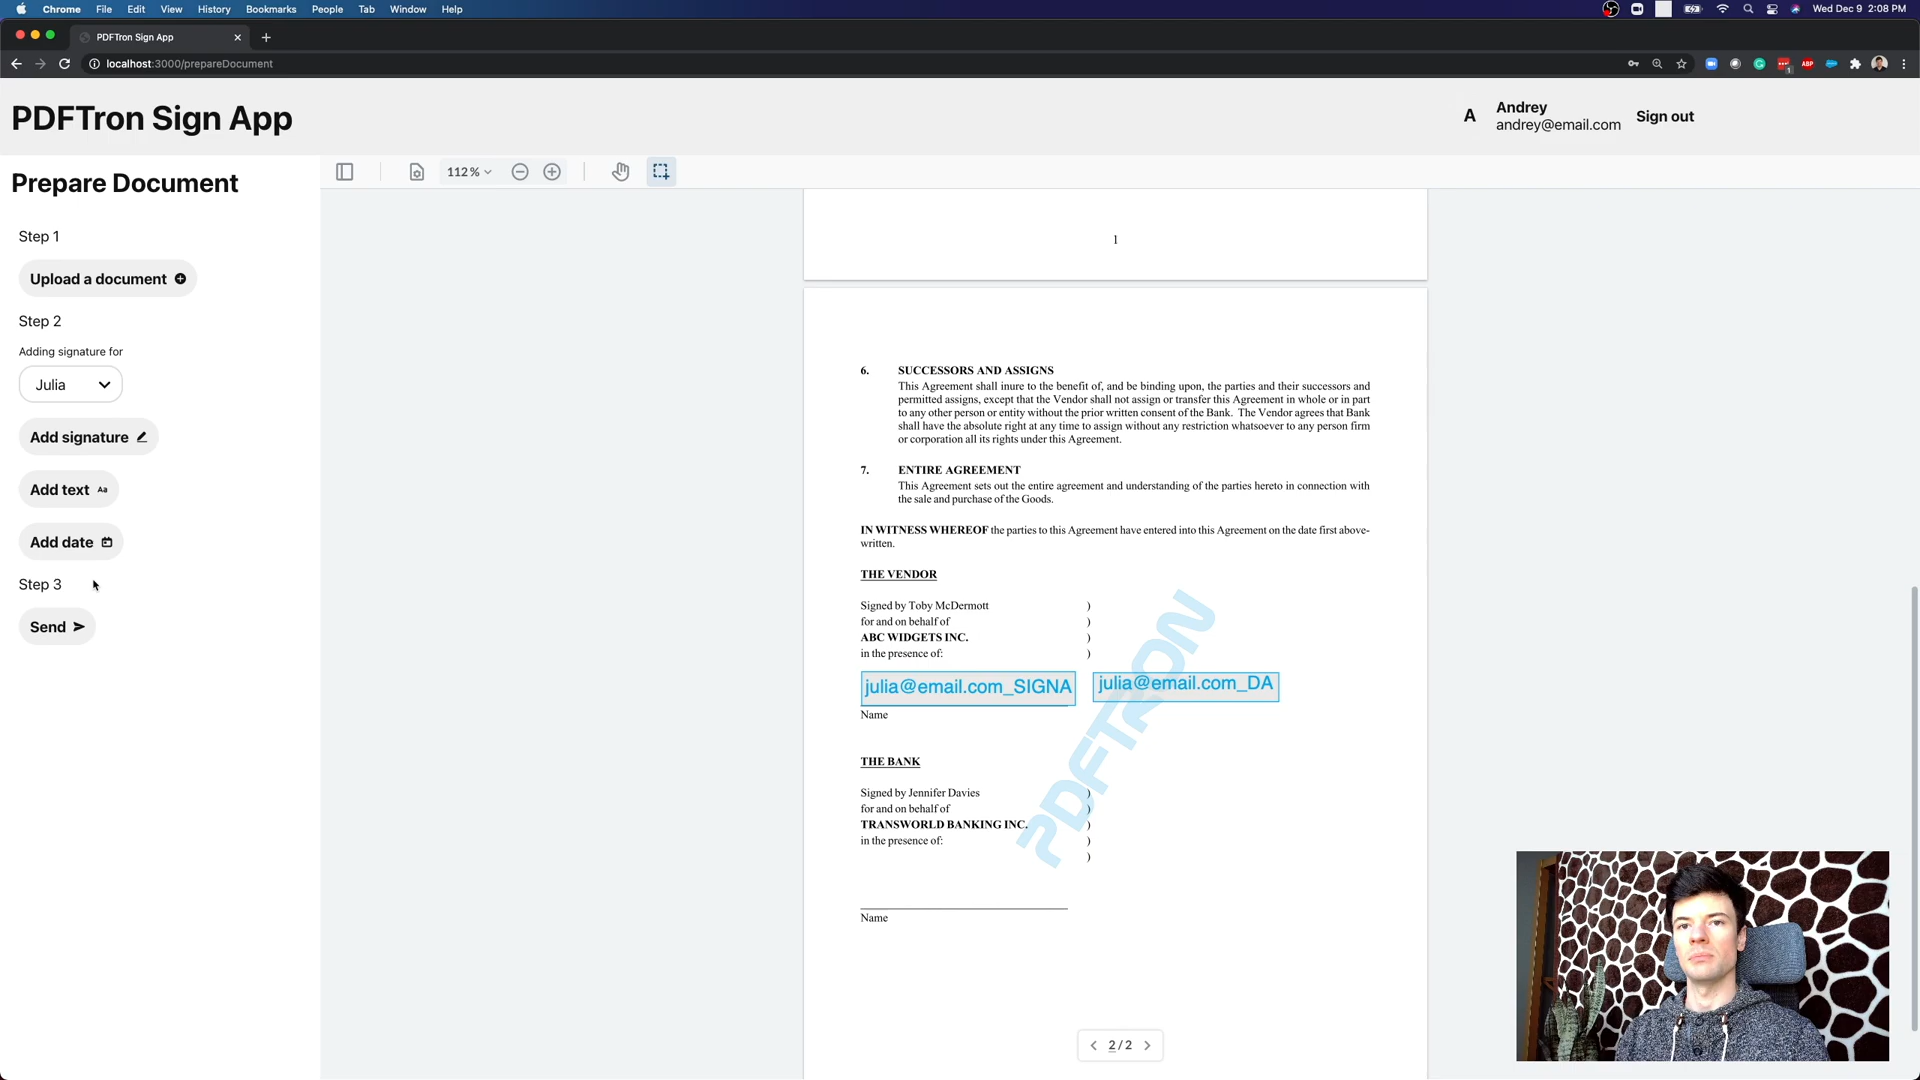 Chrome File Edit View History Bookmarks People Tab Window Help
Wed Dec 9 2:08 PM
PDFTron Sign App
localhost:3000/prepareDocument
ABP
1
PDFTron Sign App
A
Andrey
andrey@email.com
Sign out
Prepare Document
112%
Step 1
Upload a document
Step 2
Adding signature for
Julia
Add signature
Add text Aa
Add date
Step 3
Send
1
6. SUCCESSORS AND ASSIGNS
This Agreement shall inure to the benefit of, and be binding upon, the parties and their successors and
permitted assigns, except that the Vendor shall not assign or transfer this Agreement in whole or in part
to any other person or entity without the prior written consent of the Bank. The Vendor agrees that Bank
shall have the absolute right at any time to assign without any restriction whatsoever to any person firm
or corporation all its rights under this Agreement.
7. ENTIRE AGREEMENT
This Agreement sets out the entire agreement and understanding of the parties hereto in connection with
the sale and purchase of the Goods.
IN WITNESS WHEREOF the parties to this Agreement have entered into this Agreement on the date first above-
written.
THE VENDOR
Signed by Toby McDermott )
for and on behalf of )
ABC WIDGETS INC. )
in the presence of: )
julia@email.com_SIGNA julia@email.com_DA
Name
THE BANK
Signed by Jennifer Davies )
for and on behalf of )
TRANSWORLD BANKING INC. )
in the presence of: )
)
Name
PDFTRON
2 / 2